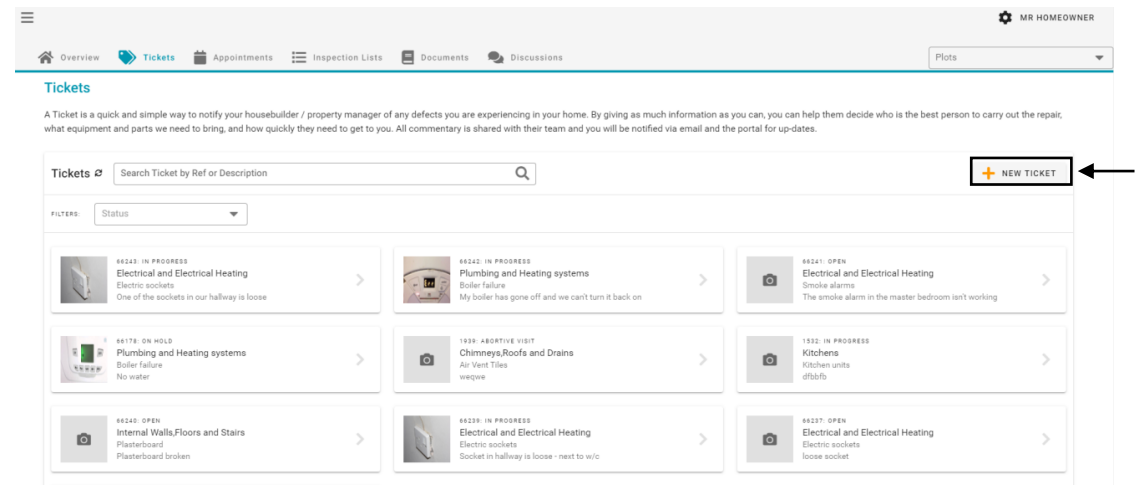 MR HOMEOWNER
Overview Tickets Appointments Inspection Lists Documents Discussions Plots
Tickets
A Ticket is a quick and simple way to notify your housebuilder / property manager of any defects you are experiencing in your home. By giving as much information as you can, you can help them decide who is the best person to carry out the repair,
what equipment and parts we need to bring, and how quickly they need to get to you. All commentary is shared with their team and you will be notified via email and the portal for up-dates.
Tickets Search Ticket by Ref or Description + NEW TICKET
FILTERS: Status
66243: IN PROGRESS
Electrical and Electrical Heating
Electric sockets
One of the sockets in our hallway is loose
66242: IN PROGRESS
Plumbing and Heating systems
Boiler failure
My boiler has gone off and we can't turn it back on
66241: OPEN
Electrical and Electrical Heating
Smoke alarms
The smoke alarm in the master bedroom isn't working
66178: ON HOLD
Plumbing and Heating systems
Boiler failure
No water
1939: ABORTIVE VISIT
Chimneys,Roofs and Drains
Air Vent Tiles
weqwe
1532: IN PROGRESS
Kitchens
Kitchen units
dfbbfb
66240: OPEN
Internal Walls,Floors and Stairs
Plasterboard
Plasterboard broken
66239: IN PROGRESS
Electrical and Electrical Heating
Electric sockets
Socket in hallway is loose - next to w/c
66237: OPEN
Electrical and Electrical Heating
Electric sockets
loose socket